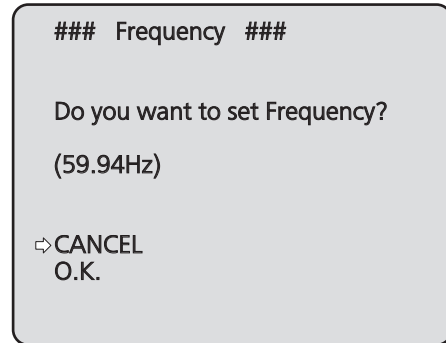 ### Frequency ###
Do you want to set Frequency?
(59.94Hz)
⇨CANCEL
O.K.